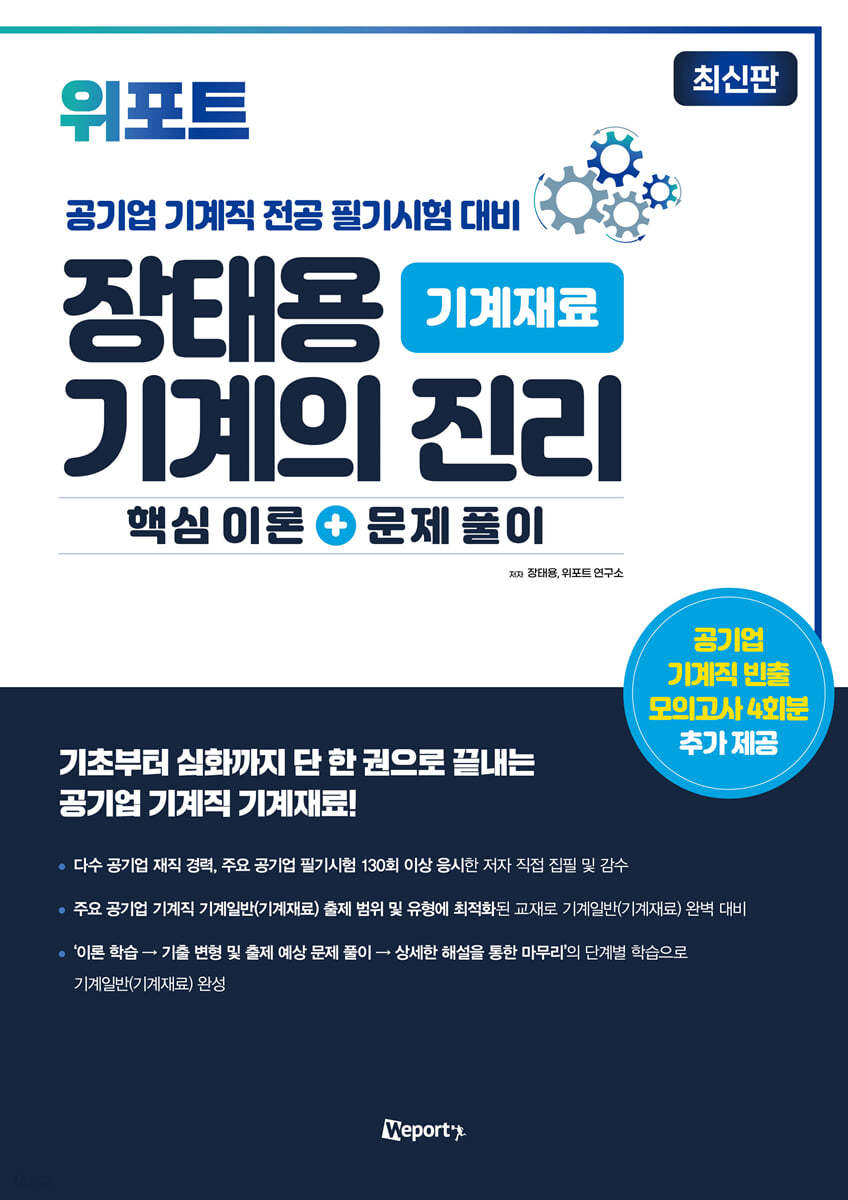 최신판
위포트
공기업 기계직 전공 필기시험 대비
장태용 기계재료
기계의 진리
핵심 이론 + 문제 풀이
저자 장태용, 위포트 연구소
공기업
기계직 빈출
모의고사 4회분
추가 제공
기초부터 심화까지 단 한 권으로 끝내는
공기업 기계직 기계재료!
• 다수 공기업 재직 경력, 주요 공기업 필기시험 130회 이상 응시한 저자 직접 집필 및 감수
• 주요 공기업 기계직 기계일반(기계재료) 출제 범위 및 유형에 최적화된 교재로 기계일반(기계재료) 완벽 대비
• ‘이론 학습 → 기출 변형 및 출제 예상 문제 풀이 → 상세한 해설을 통한 마무리’의 단계별 학습으로
기계일반(기계재료) 완성
Weport